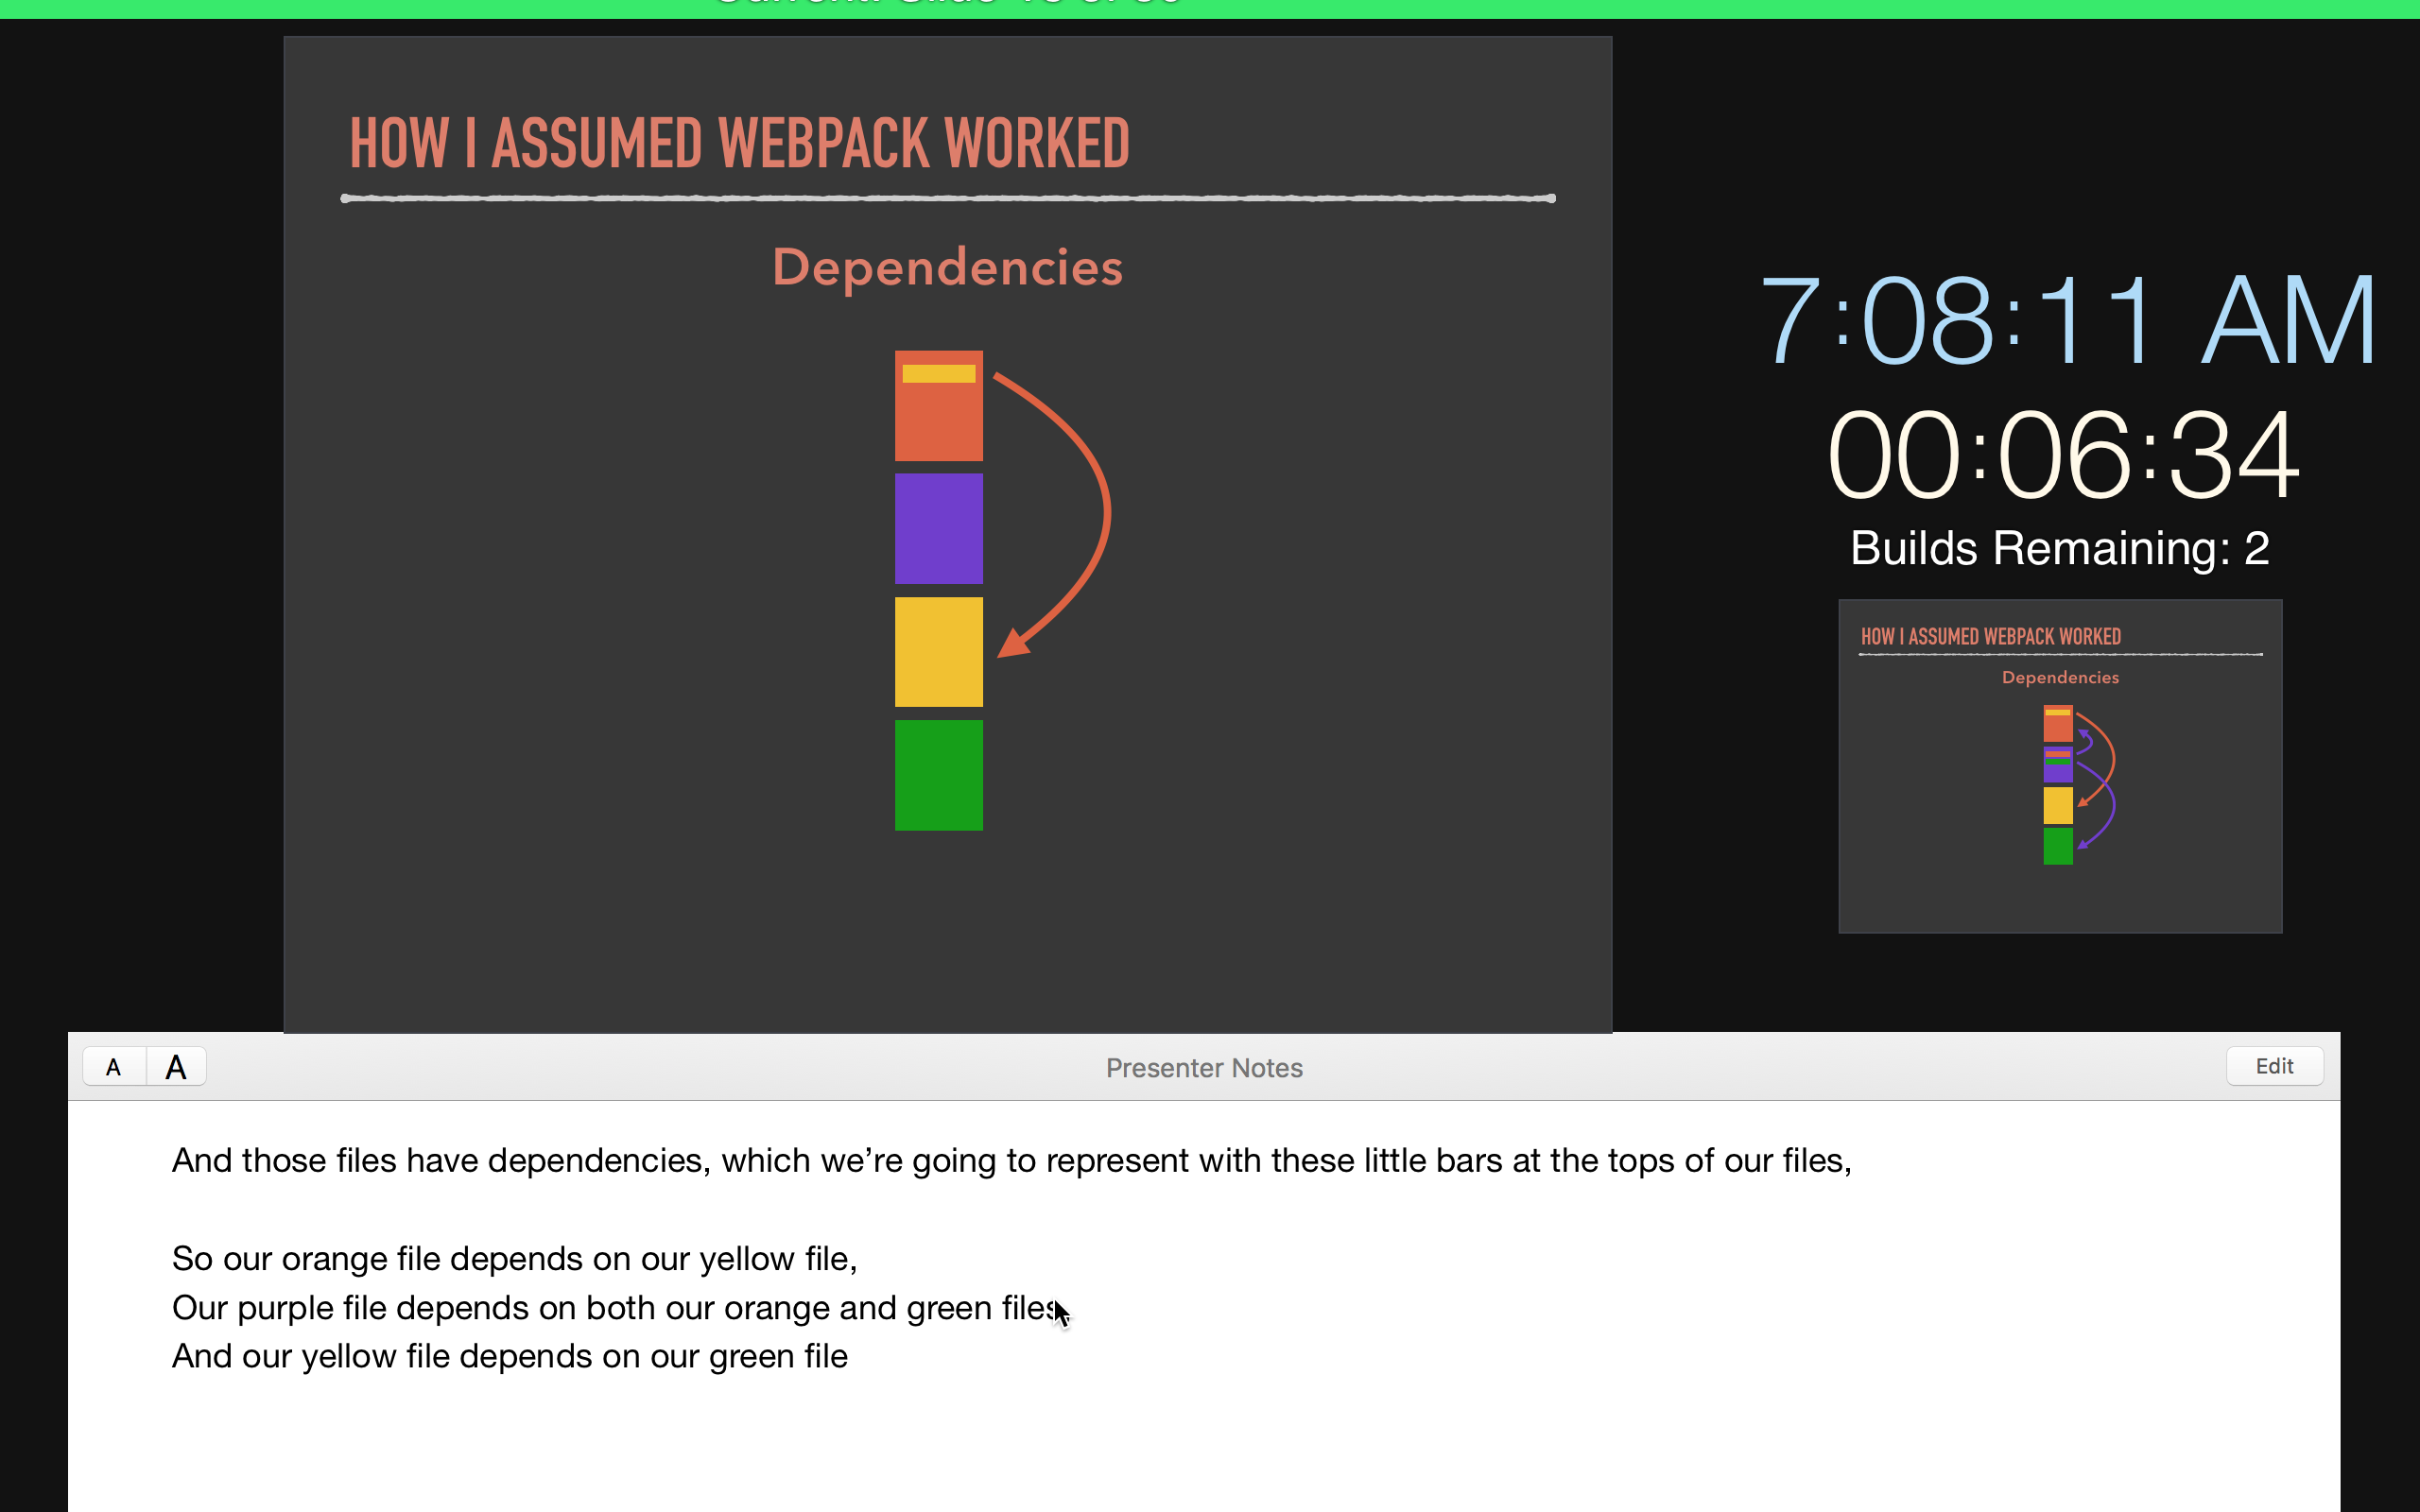 HOW I ASSUMED WEBPACK WORKED
Dependencies
7:08:11 AM
00:06:34
Builds Remaining: 2
HOW I ASSUMED WEBPACK WORKED
Dependencies
A A
Presenter Notes
Edit
And those files have dependencies, which we’re going to represent with these little bars at the tops of our files,
So our orange file depends on our yellow file,
Our purple file depends on both our orange and green files
And our yellow file depends on our green file